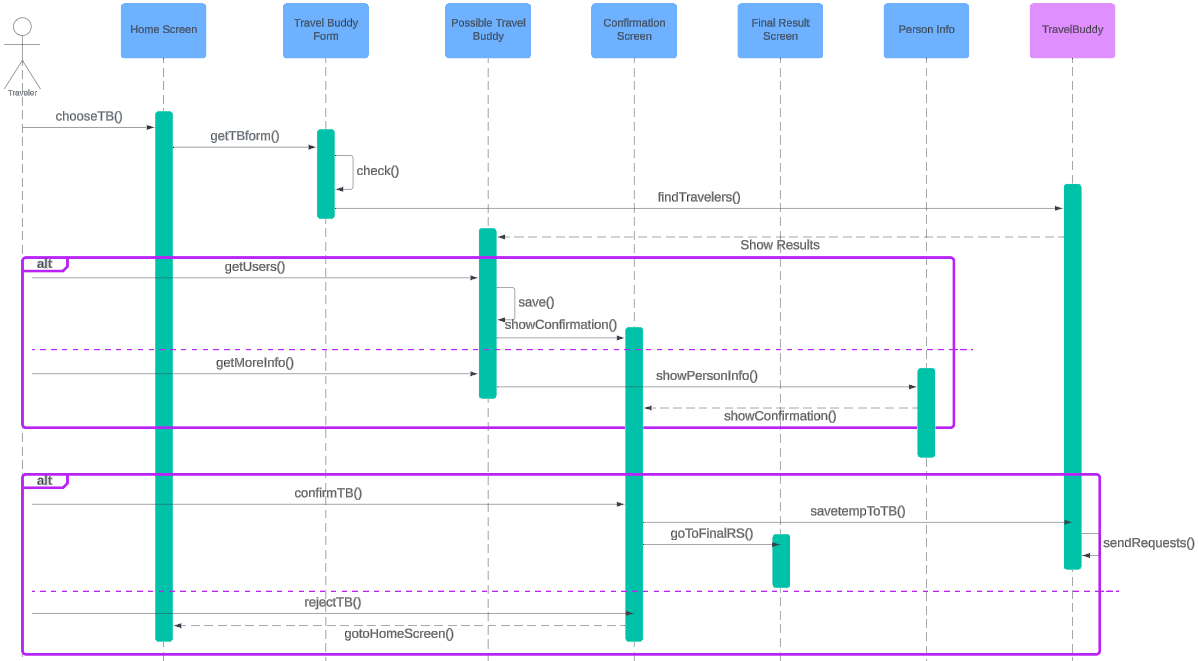 Home Screen
Travel Buddy
Form
Possible Travel
Buddy
Confirmation
Screen
Final Result
Screen
Person Info
TravelBuddy
Traveler
chooseTB()
getTBform()
check()
findTravelers()
Show Results
alt
getUsers()
save()
showConfirmation()
getMoreInfo()
showPersonInfo()
showConfirmation()
alt
confirmTB()
savetempToTB()
goToFinalRS()
sendRequests()
rejectTB()
gotoHomeScreen()